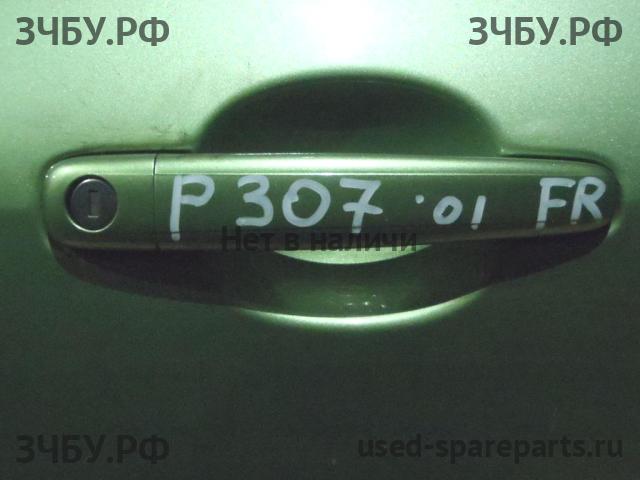 ЗЧБУ.РФ ЗЧБУ.РФ
P 307 '01 FR
Нет в наличи
ЗЧБУ.РФ used-spareparts.ru